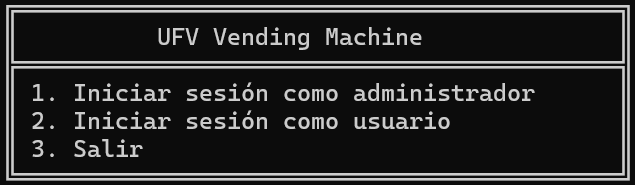 UFV Vending Machine
1. Iniciar sesión como administrador
2. Iniciar sesión como usuario
3. Salir